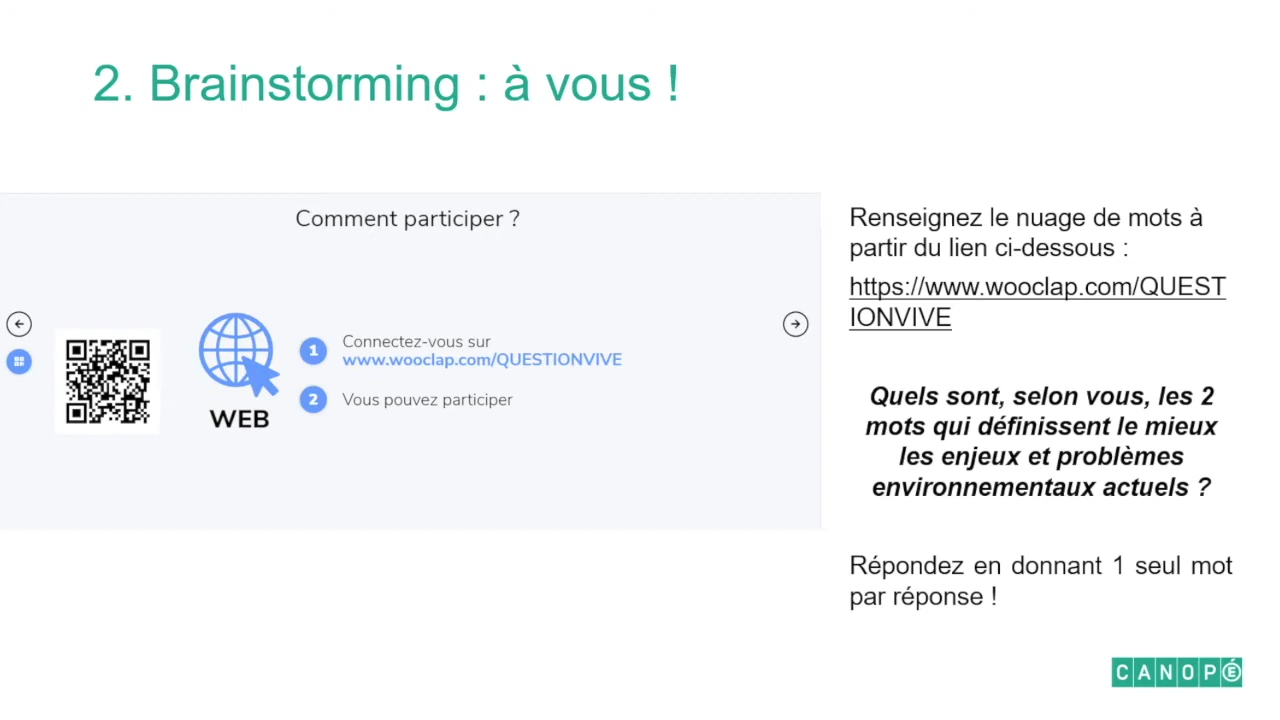 2. Brainstorming : à vous !
Comment participer ?
1 Connectez-vous sur
www.wooclap.com/QUESTIONVIVE
2 Vous pouvez participer
WEB
Renseignez le nuage de mots à
partir du lien ci-dessous :
https://www.wooclap.com/QUEST
IONVIVE
Quels sont, selon vous, les 2
mots qui définissent le mieux
les enjeux et problèmes
environnementaux actuels ?
Répondez en donnant 1 seul mot
par réponse !
CANOPÉ